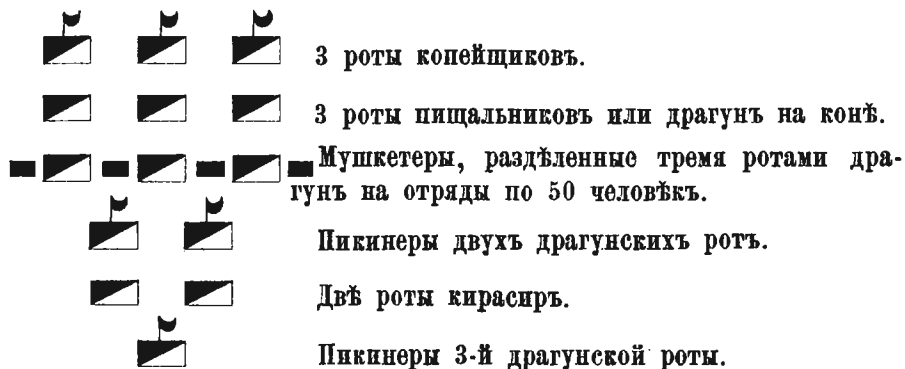 3 роты копейщиковъ.
3 роты пищальниковъ или драгунъ на конѣ.
Мушкетеры, раздѣленные тремя ротами дра-
гунъ на отряды по 50 человѣкъ.
Пикинеры двухъ драгунскихъ ротъ.
Двѣ роты кирасиръ.
Пикинеры 3-й драгунской роты.